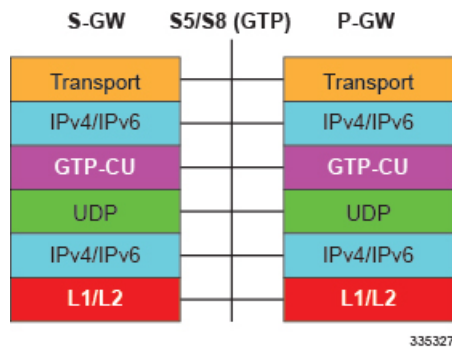 S-GW S5/S8 (GTP) P-GW
Transport Transport
IPv4/IPv6 IPv4/IPv6
GTP-CU GTP-CU
UDP UDP
IPv4/IPv6 IPv4/IPv6
L1/L2 L1/L2
335327